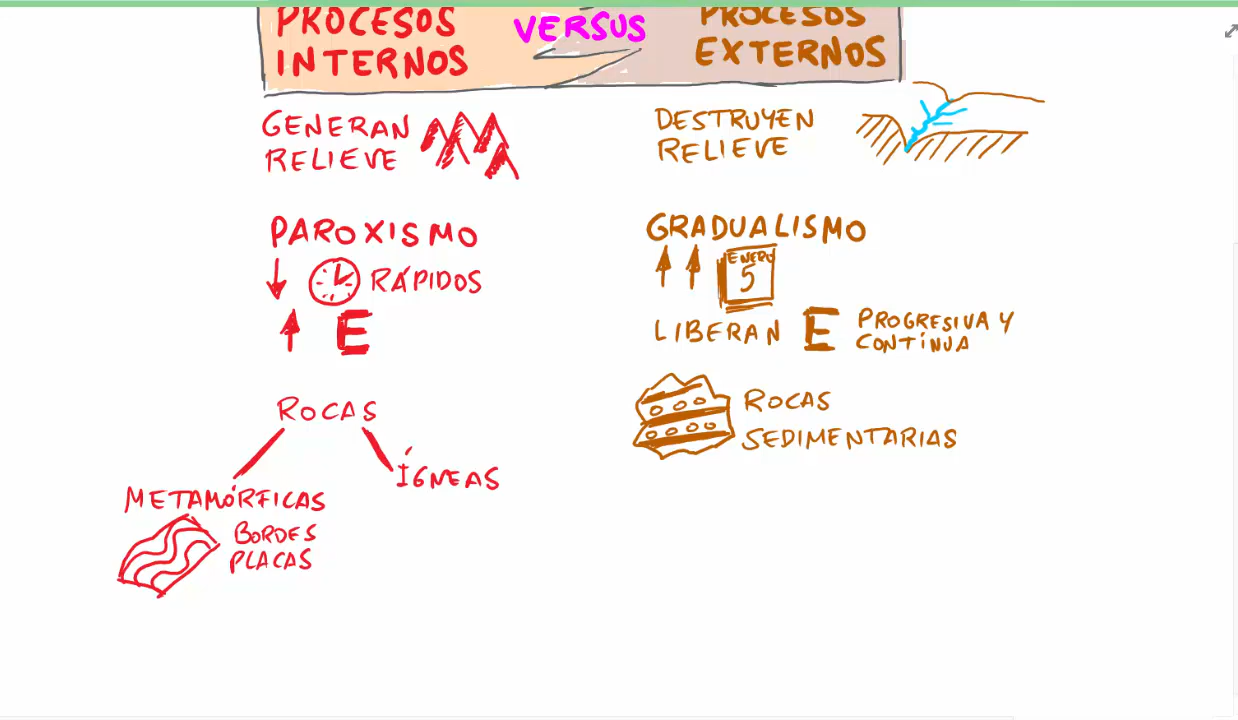 PROCESOS
INTERNOS
VERSUS
PROCESOS
EXTERNOS
GENERAN
RELIEVE
PAROXISMO
RÁPIDOS
E
ROCAS
METAMÓRFICAS
BORDES
PLACAS
ÍGNEAS
DESTRUYEN
RELIEVE
GRADUALISMO
ENERO
5
LIBERAN E PROGRESIVA Y
CONTÍNUA
ROCAS
SEDIMENTARIAS